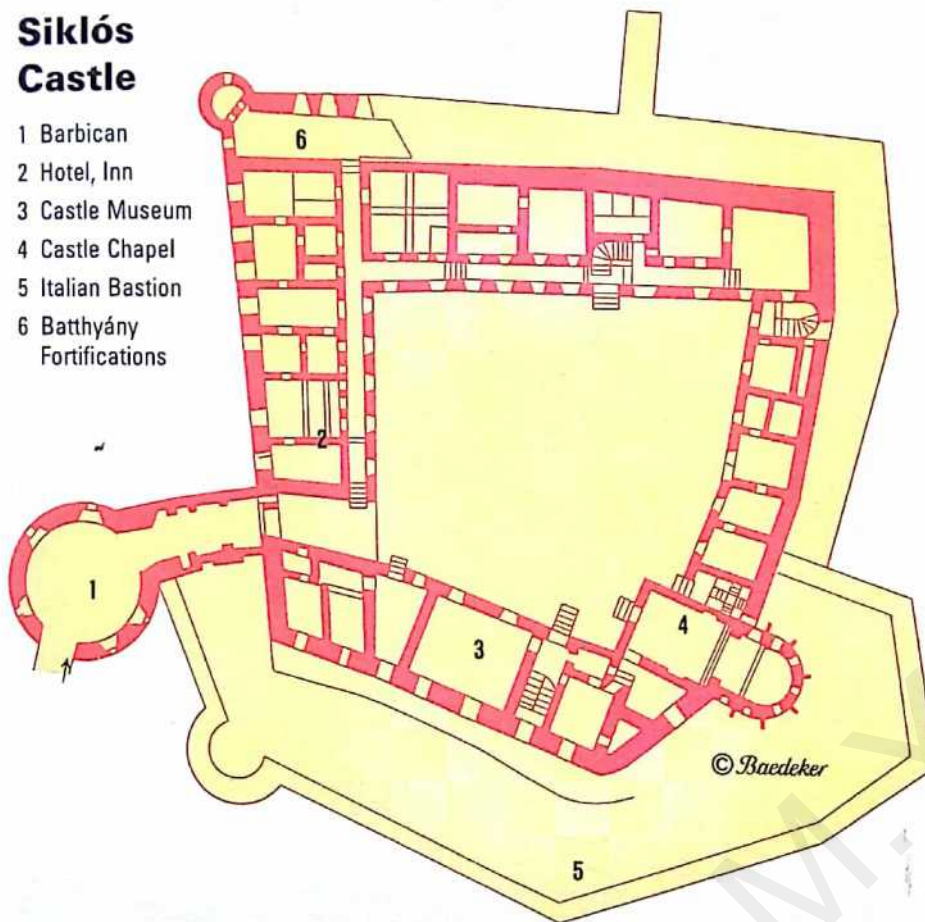 Siklós
Castle
1 Barbican
2 Hotel, Inn
3 Castle Museum
4 Castle Chapel
5 Italian Bastion
6 Batthyány
Fortifications
6
2
1
3
4
© Baedeker
5
M.Y